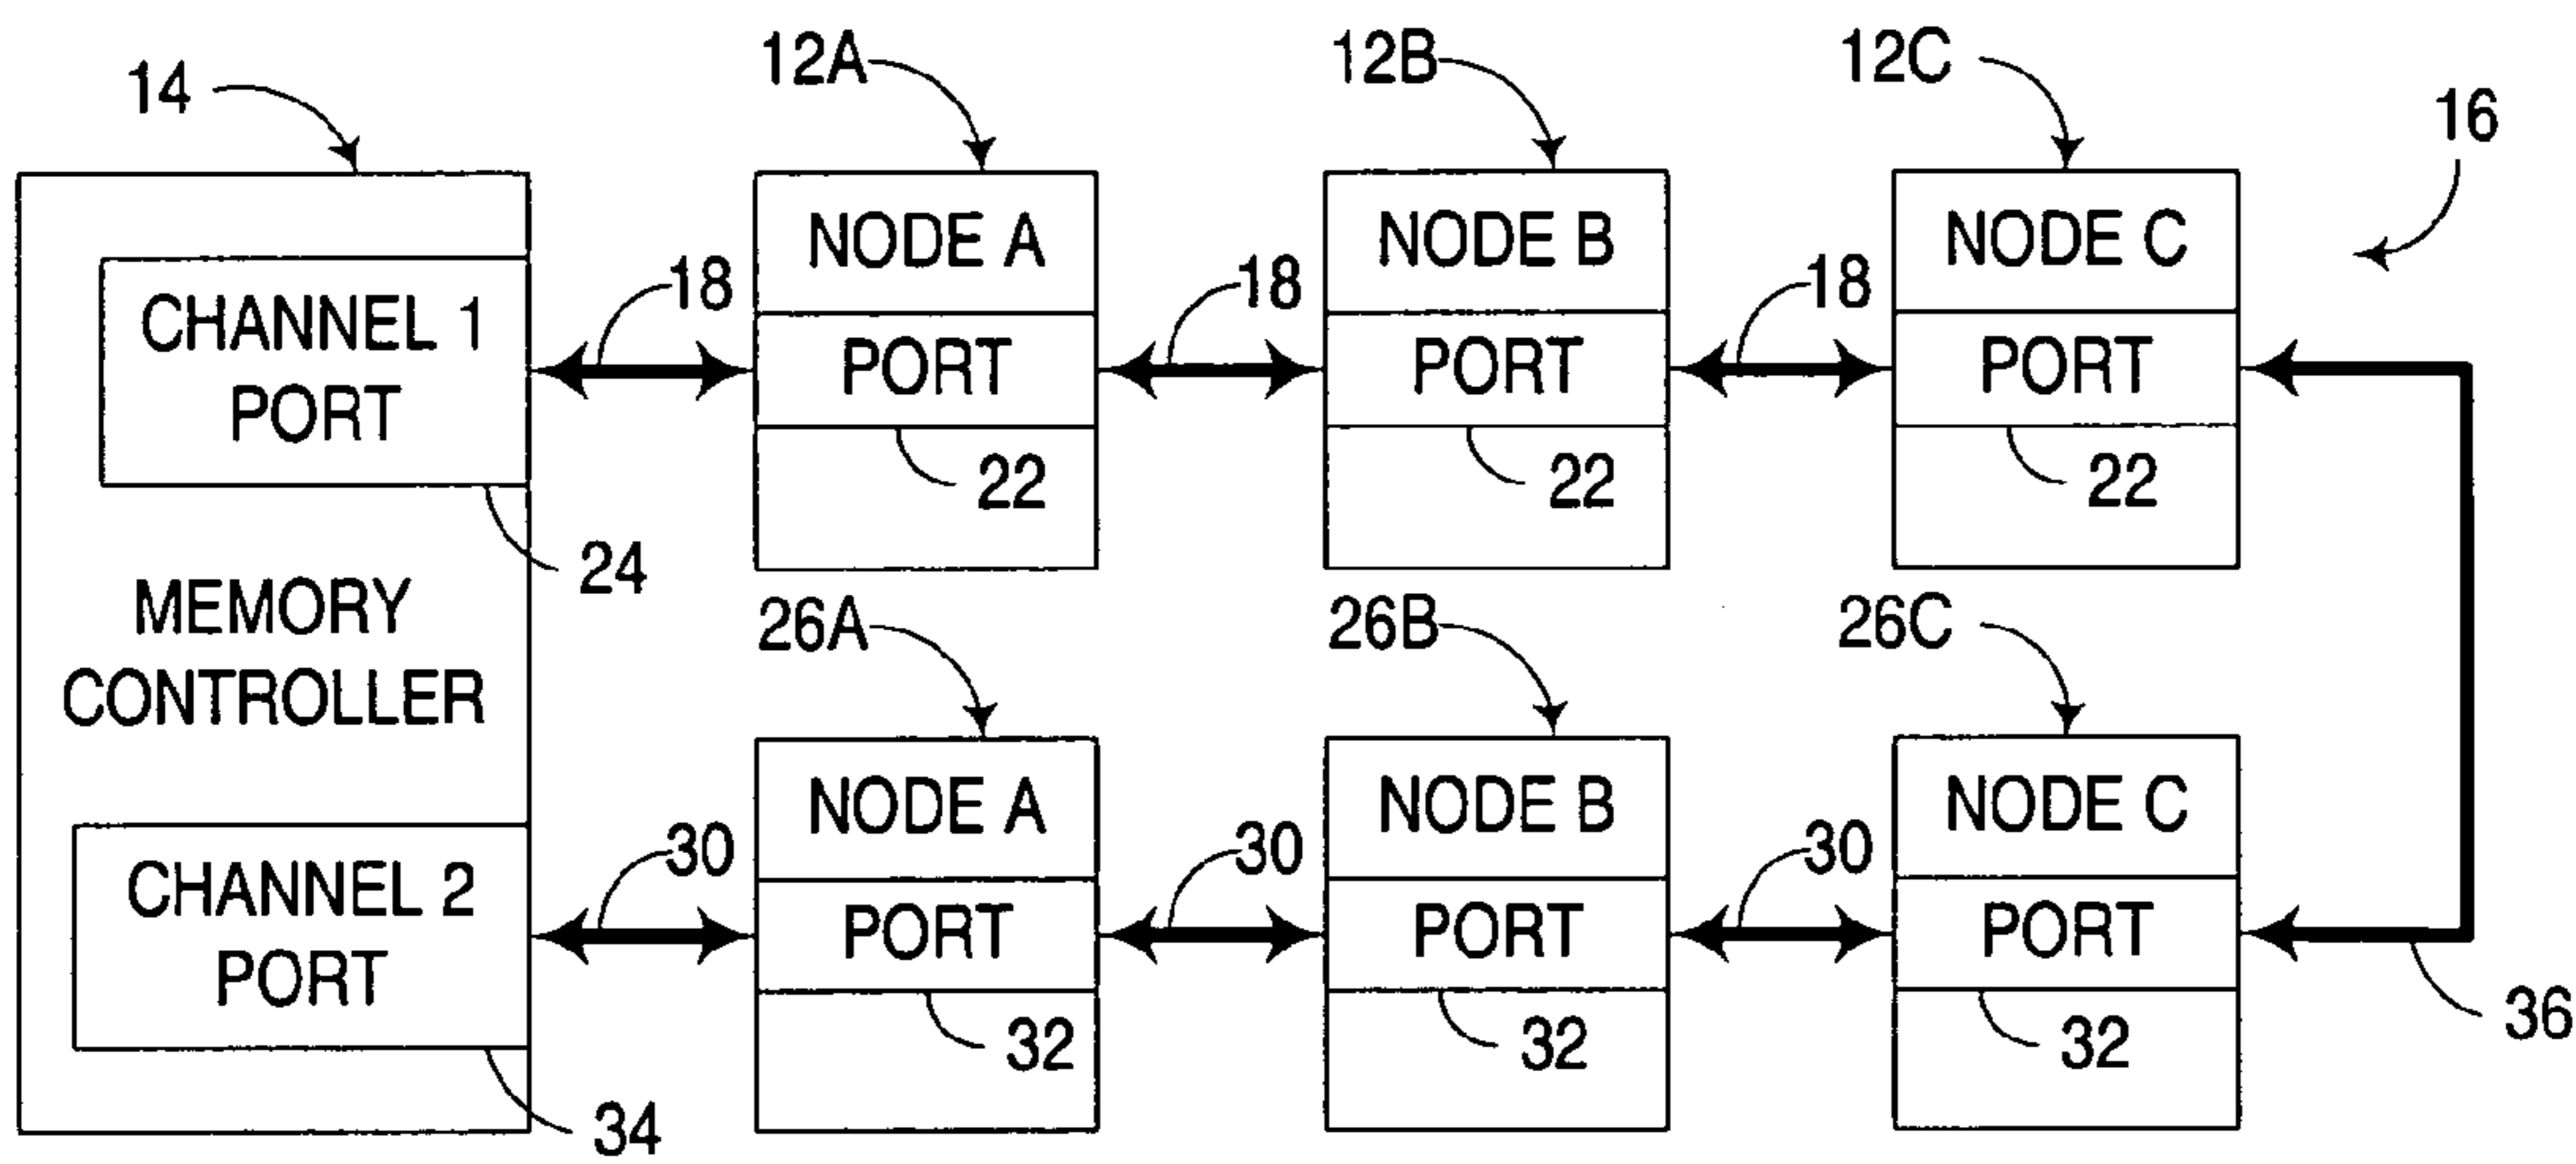 14
12A
12B
12C
16
NODE A
NODE B
NODE C
CHANNEL 1
PORT
18
18
18
PORT
PORT
PORT
22
22
22
24
MEMORY
CONTROLLER
26A
26B
26C
NODE A
NODE B
NODE C
CHANNEL 2
PORT
30
30
30
PORT
PORT
PORT
32
32
32
34
36